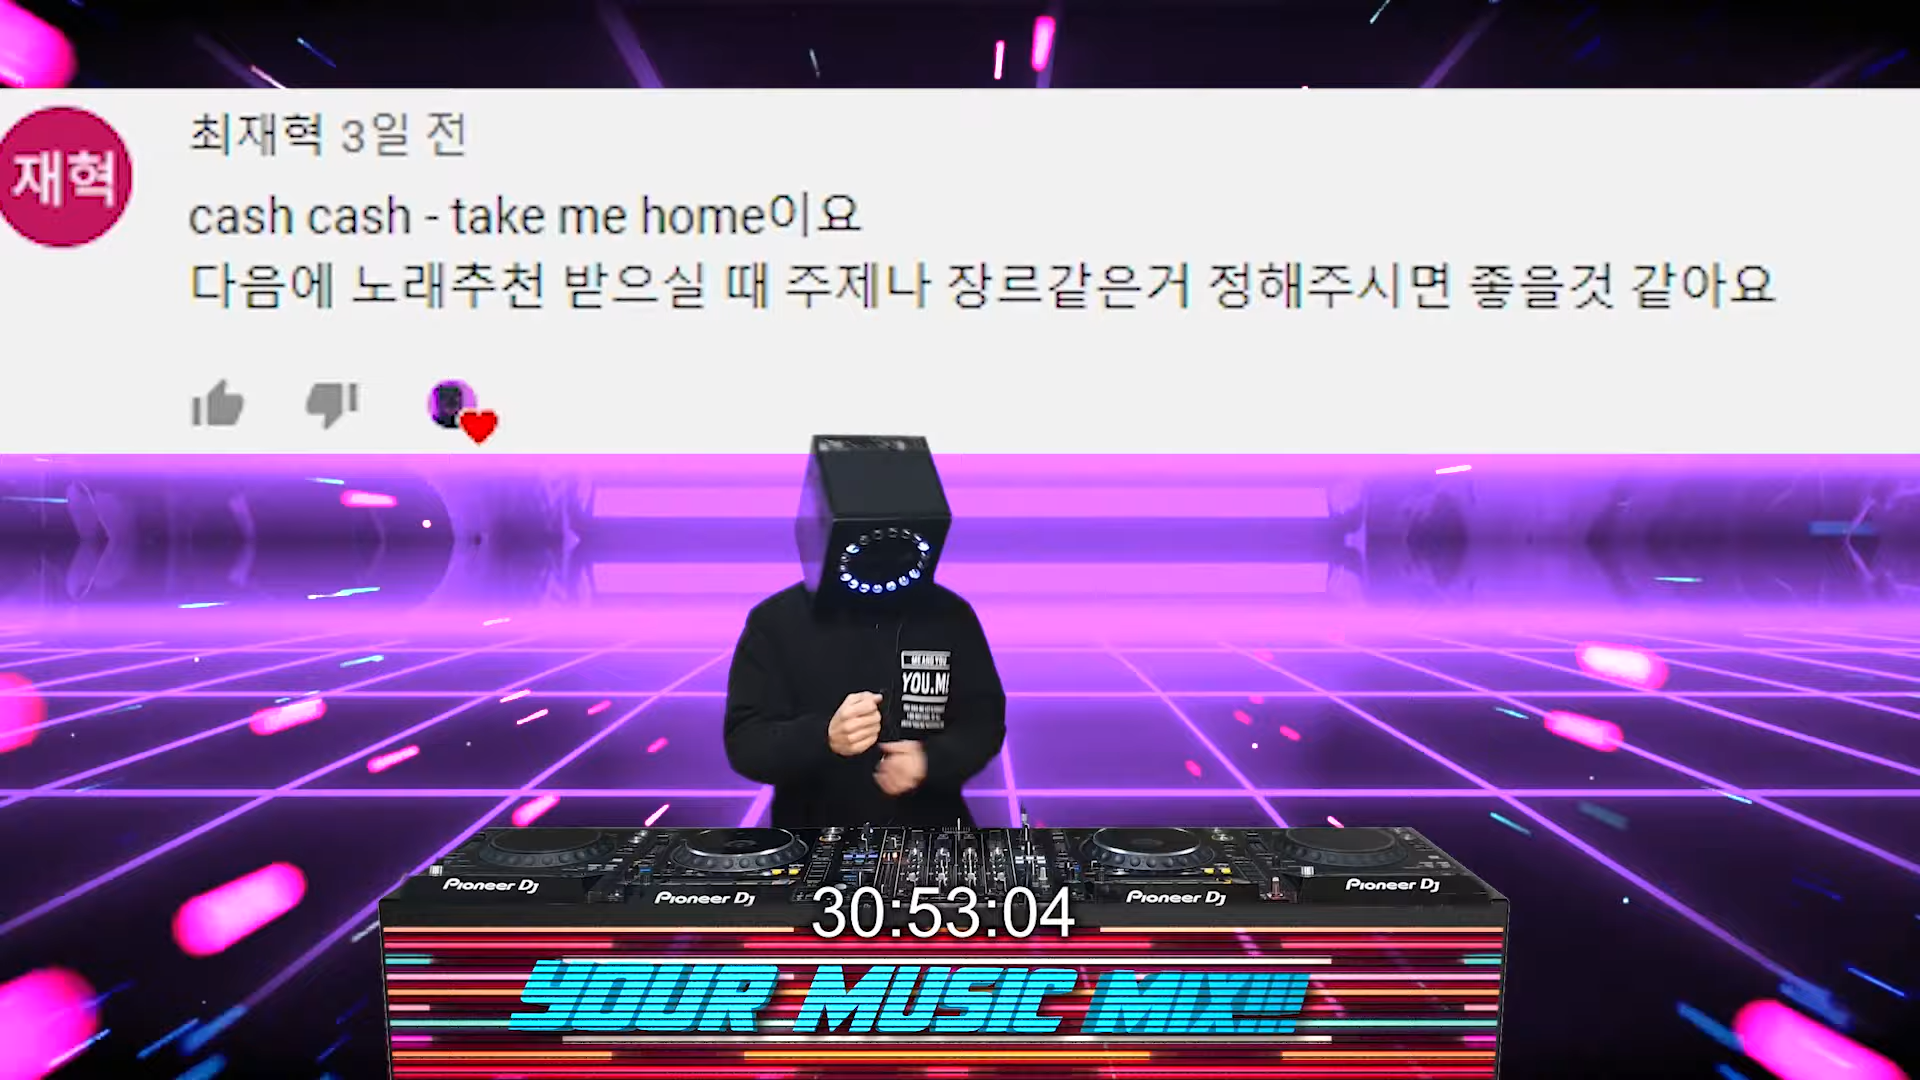 최재혁 3일 전
재혁
cash cash - take me home이요
다음에 노래추천 받으실 때 주제나 장르같은거 정해주시면 좋을것 같아요
YOU.M
Pioneer Dj
Pioneer Dj
Pioneer Dj
Pioneer Dj
30:53:04
YOUR MUSIC MIX!!!